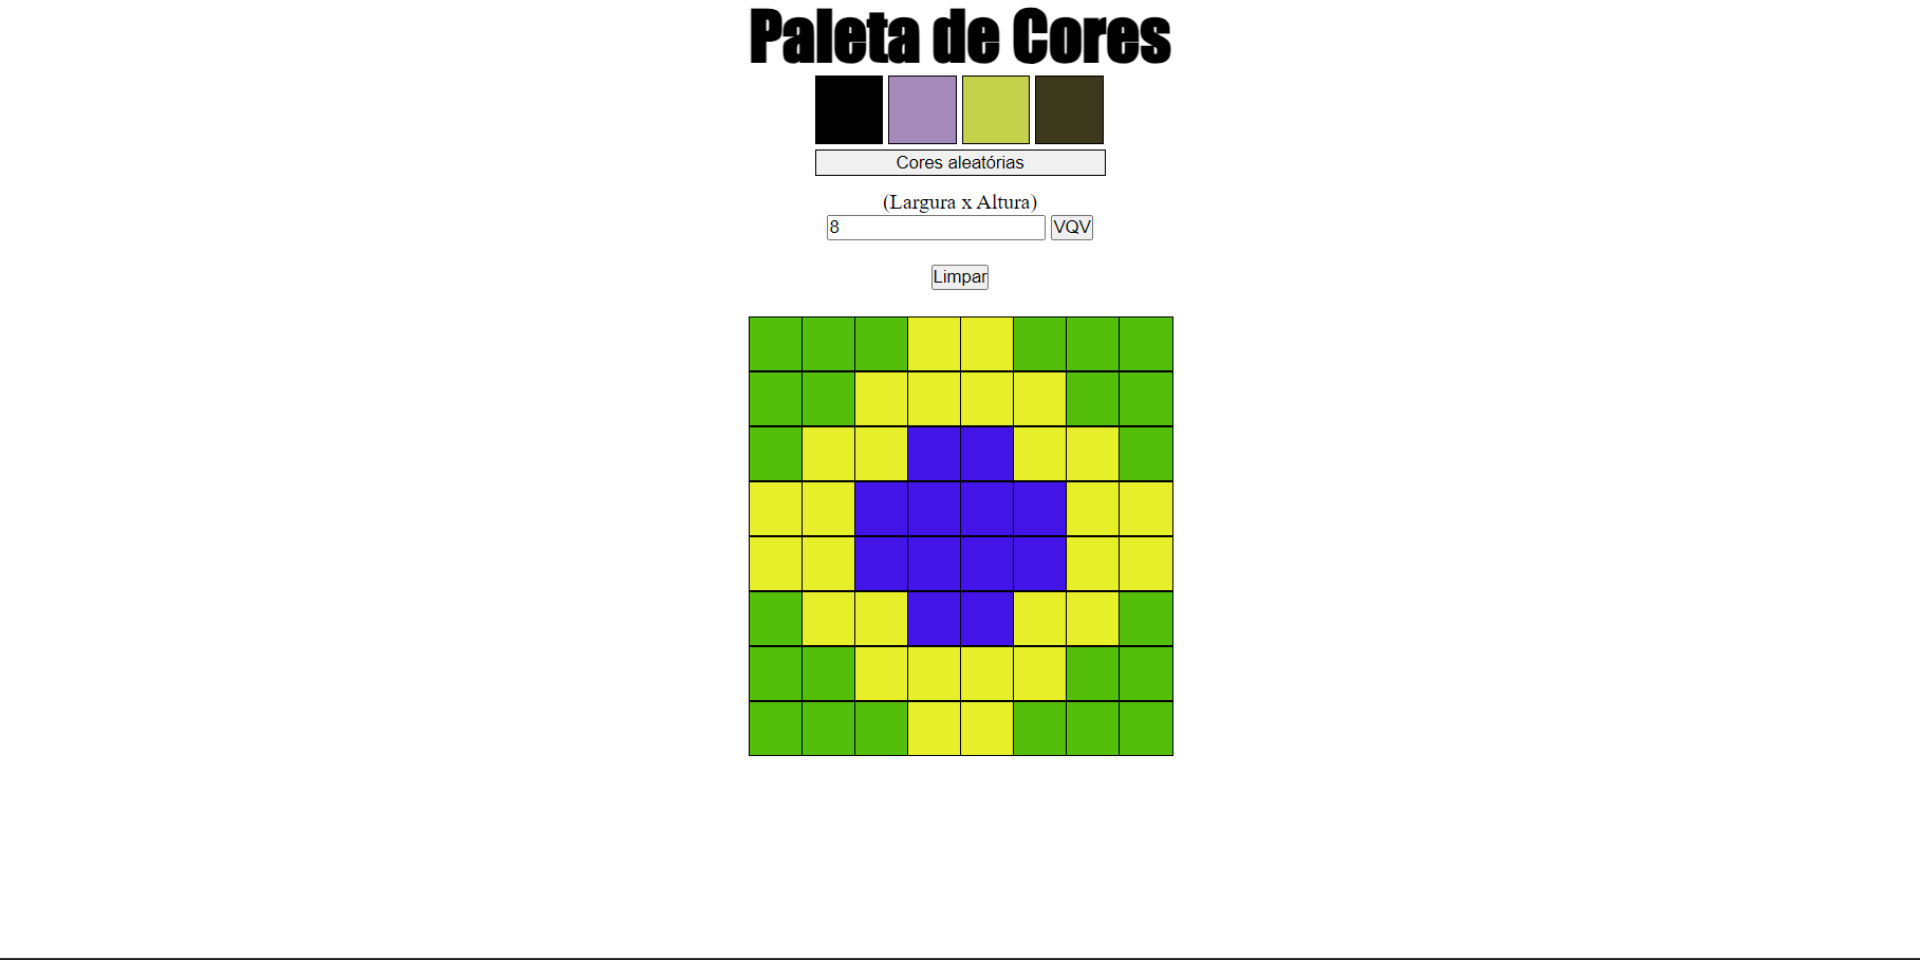 Paleta de Cores
Cores aleatórias
(Largura x Altura)
8 VQV
Limpar